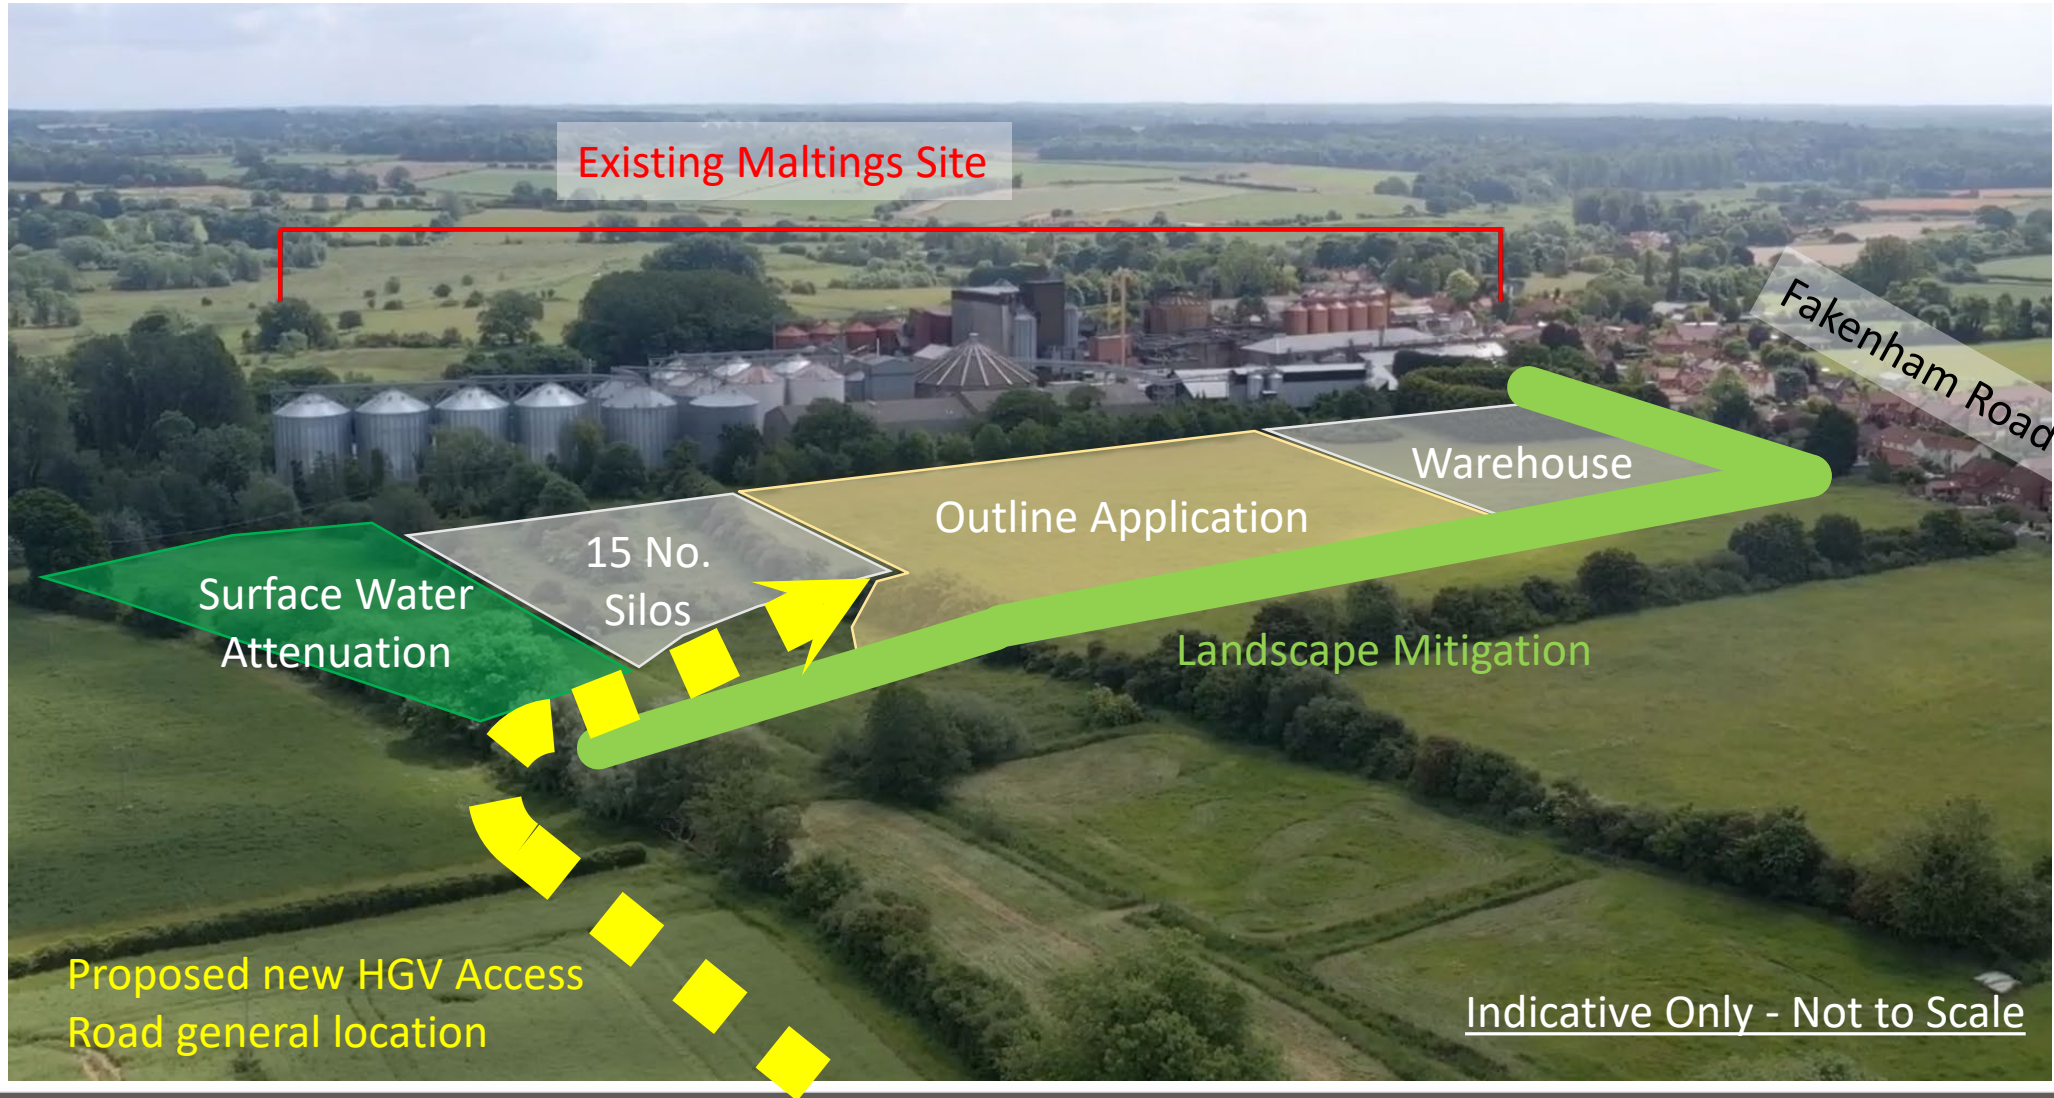 Existing Maltings Site
Fakenham Road
Warehouse
Outline Application
15 No.
Silos
Surface Water
Attenuation
Landscape Mitigation
Proposed new HGV Access
Road general location
Indicative Only - Not to Scale